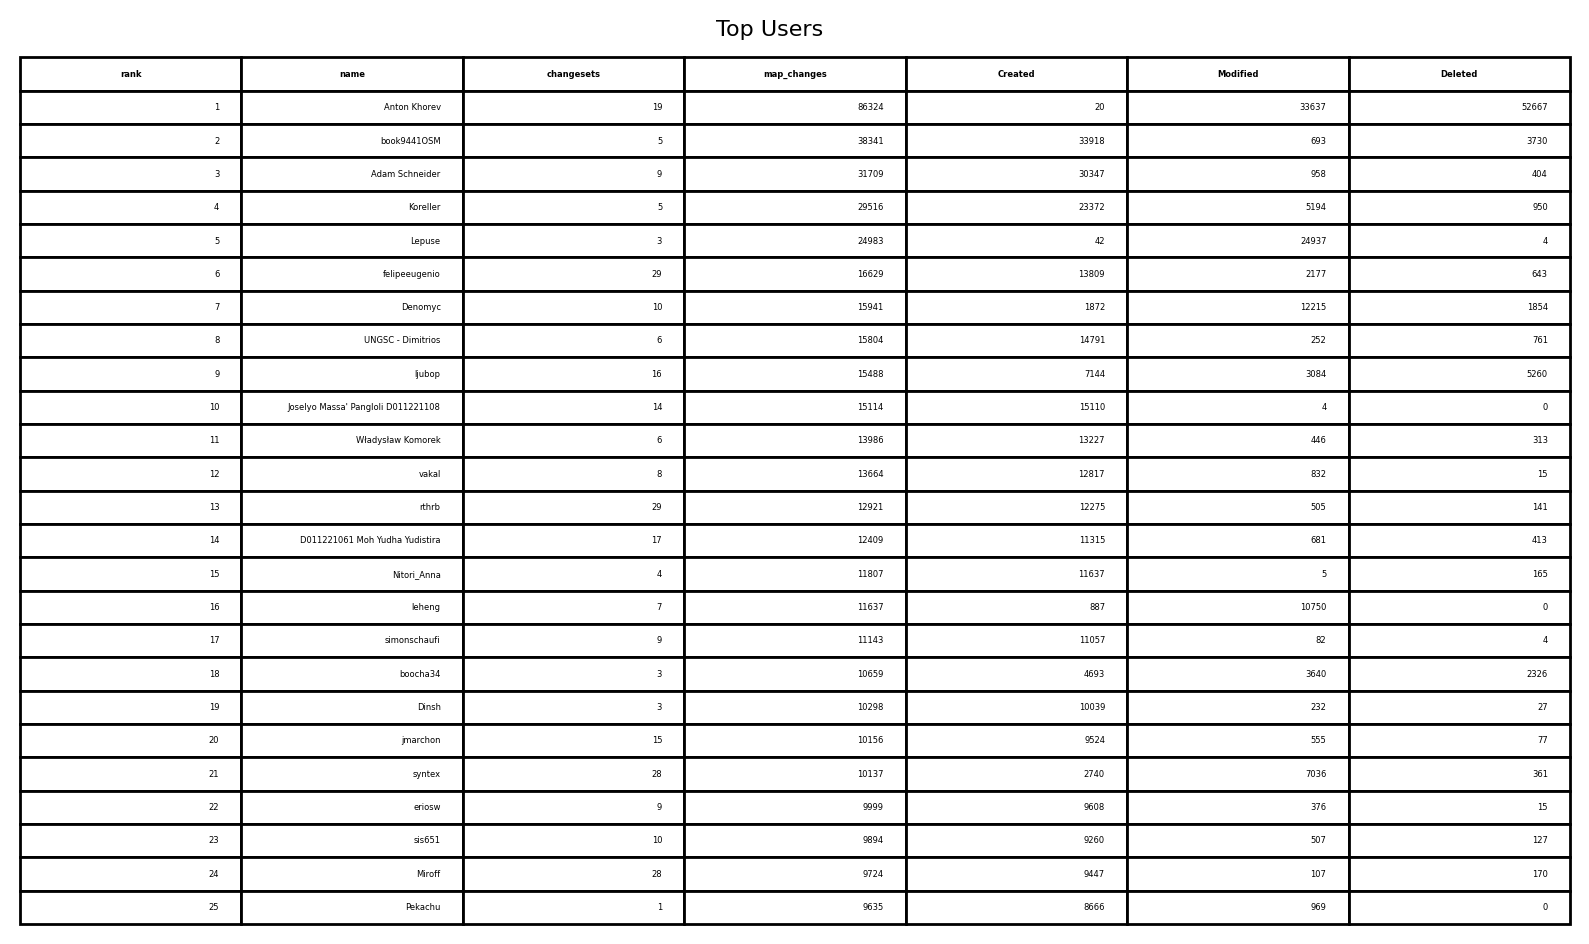 Top Users
rank name changesets map_changes Created Modified Deleted
1 Anton Khorev 19 86324 20 33637 52667
2 book9441OSM 5 38341 33918 693 3730
3 Adam Schneider 9 31709 30347 958 404
4 Koreller 5 29516 23372 5194 950
5 Lepuse 3 24983 42 24937 4
6 felipeeugenio 29 16629 13809 2177 643
7 Denomyc 10 15941 1872 12215 1854
8 UNGSC - Dimitrios 6 15804 14791 252 761
9 ljubop 16 15488 7144 3084 5260
10 Joselyo Massa' Pangloli D011221108 14 15114 15110 4 0
11 Władysław Komorek 6 13986 13227 446 313
12 vakal 8 13664 12817 832 15
13 rthrb 29 12921 12275 505 141
14 D011221061 Moh Yudha Yudistira 17 12409 11315 681 413
15 Nitori_Anna 4 11807 11637 5 165
16 leheng 7 11637 887 10750 0
17 simonschaufi 9 11143 11057 82 4
18 boocha34 3 10659 4693 3640 2326
19 Dinsh 3 10298 10039 232 27
20 jmarchon 15 10156 9524 555 77
21 syntex 28 10137 2740 7036 361
22 eriosw 9 9999 9608 376 15
23 sis651 10 9894 9260 507 127
24 Miroff 28 9724 9447 107 170
25 Pekachu 1 9635 8666 969 0